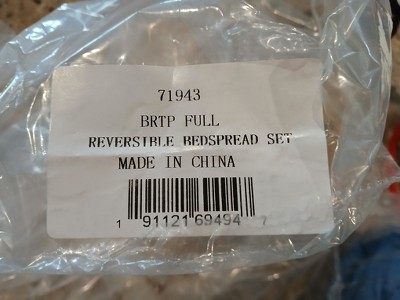 71943
BRTP FULL
REVERSIBLE BEDSPREAD SET
MADE IN CHINA
1 91121 69494 7